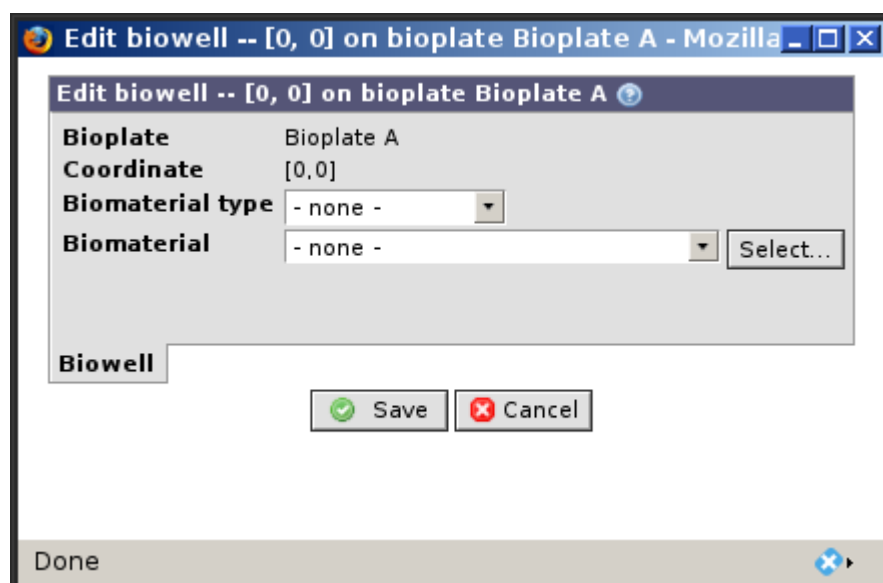 Edit biowell -- [0, 0] on bioplate Bioplate A - Mozilla
Edit biowell -- [0, 0] on bioplate Bioplate A
Bioplate Bioplate A
Coordinate [0,0]
Biomaterial type - none -
Biomaterial - none - Select...
Biowell
Save Cancel
Done